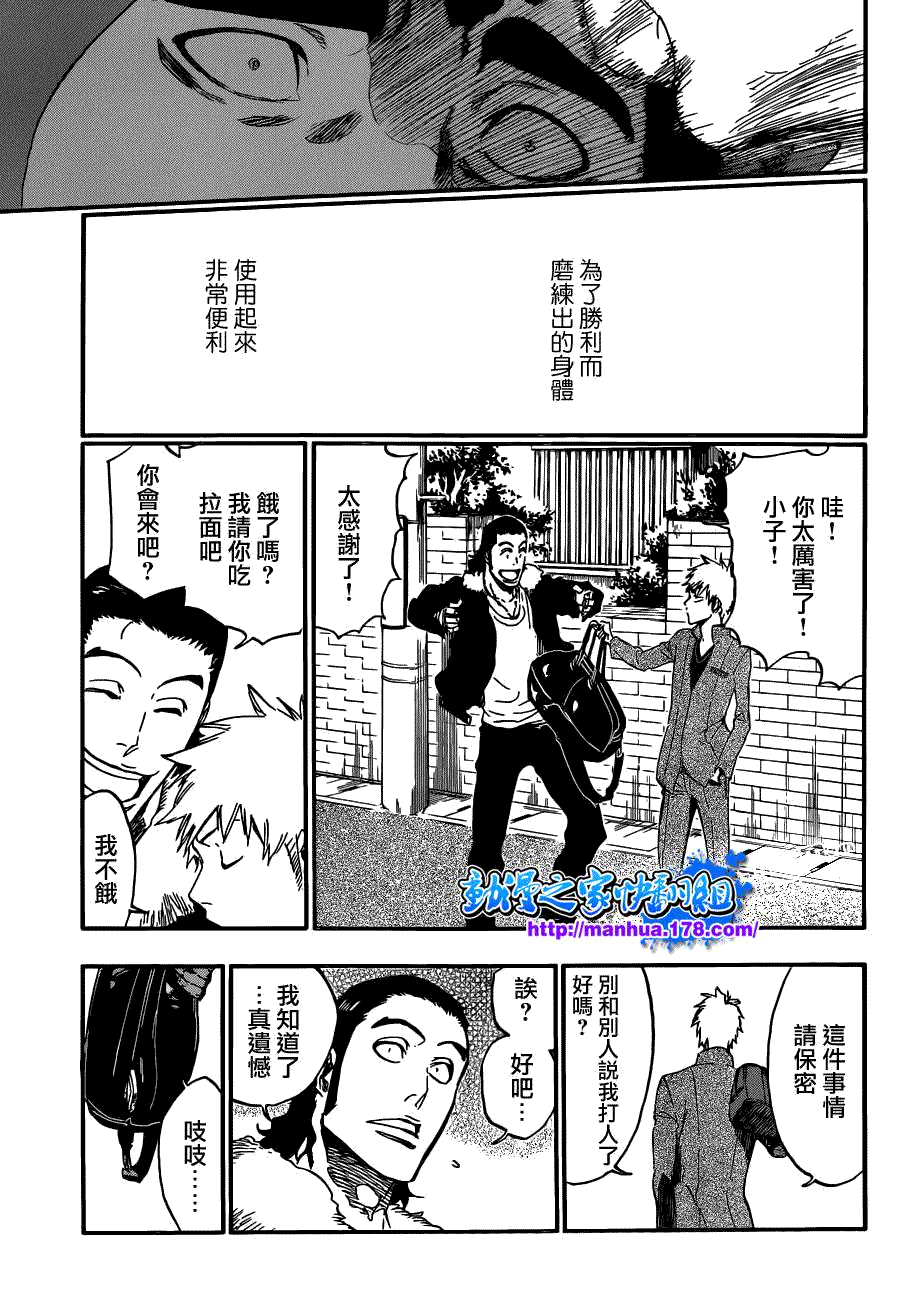 為了勝利而
磨練出的身體
使用起來
非常便利
哇！
你太厲害了！
小子！
太感謝了！
餓了嗎？
我請你吃
拉面吧
你會來吧？
我不餓
動漫之家快翻組
http://manhua.178.com/
這件事情
請保密
別和別人説我打人了
好嗎？
誒？
好吧…
我知道了
…真遺憾
吱吱……